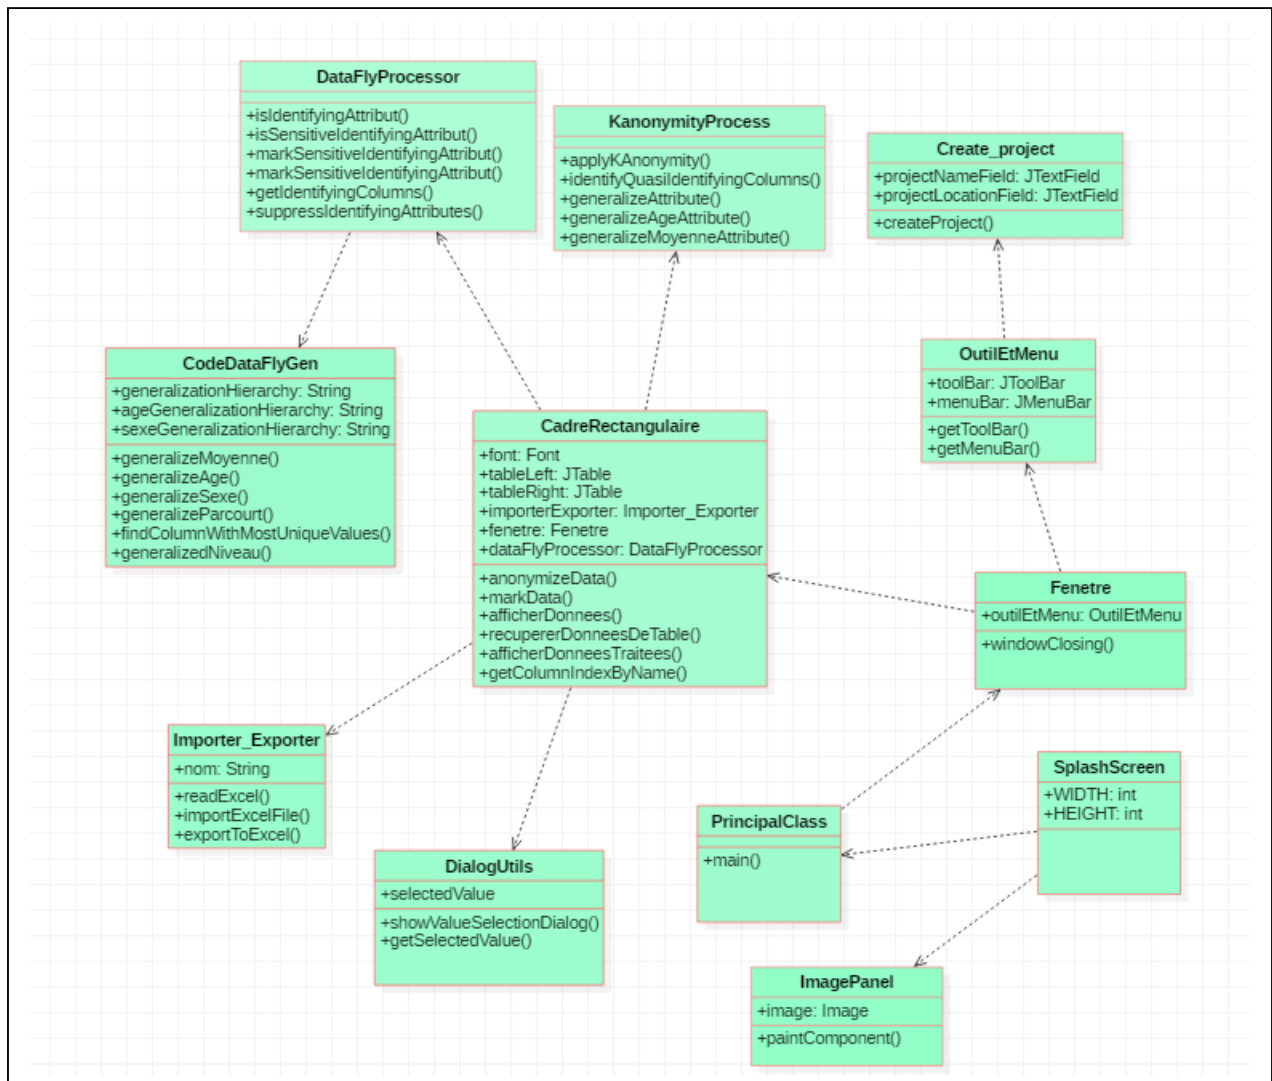 DataFlyProcessor
+isIdentifyingAttribut()
+isSensitiveIdentifyingAttribut()
+markSensitiveIdentifyingAttribut()
+markSensitiveIdentifyingAttribut()
+getIdentifyingColumns()
+suppressIdentifyingAttributes()
KanonymityProcess
+applyKAnonymity()
+identifyQuasiIdentifyingColumns()
+generalizeAttribute()
+generalizeAgeAttribute()
+generalizeMoyenneAttribute()
Create_project
+projectNameField: JTextField
+projectLocationField: JTextField
+createProject()
CodeDataFlyGen
+generalizationHierarchy: String
+ageGeneralizationHierarchy: String
+sexeGeneralizationHierarchy: String
+generalizeMoyenne()
+generalizeAge()
+generalizeSexe()
+generalizeParcourt()
+findColumnWithMostUniqueValues()
+generalizedNiveau()
OutilEtMenu
+toolBar: JToolBar
+menuBar: JMenuBar
+getToolBar()
+getMenuBar()
CadreRectangulaire
+font: Font
+tableLeft: JTable
+tableRight: JTable
+importerExporter: Importer_Exporter
+fenetre: Fenetre
+dataFlyProcessor: DataFlyProcessor
+anonymizeData()
+markData()
+afficherDonnees()
+recupererDonneesDeTable()
+afficherDonneesTraitees()
+getColumnIndexByName()
Fenetre
+outilEtMenu: OutilEtMenu
+windowClosing()
Importer_Exporter
+nom: String
+readExcel()
+importExcelFile()
+exportToExcel()
DialogUtils
+selectedValue
+showValueSelectionDialog()
+getSelectedValue()
PrincipalClass
+main()
SplashScreen
+WIDTH: int
+HEIGHT: int
ImagePanel
+image: Image
+paintComponent()